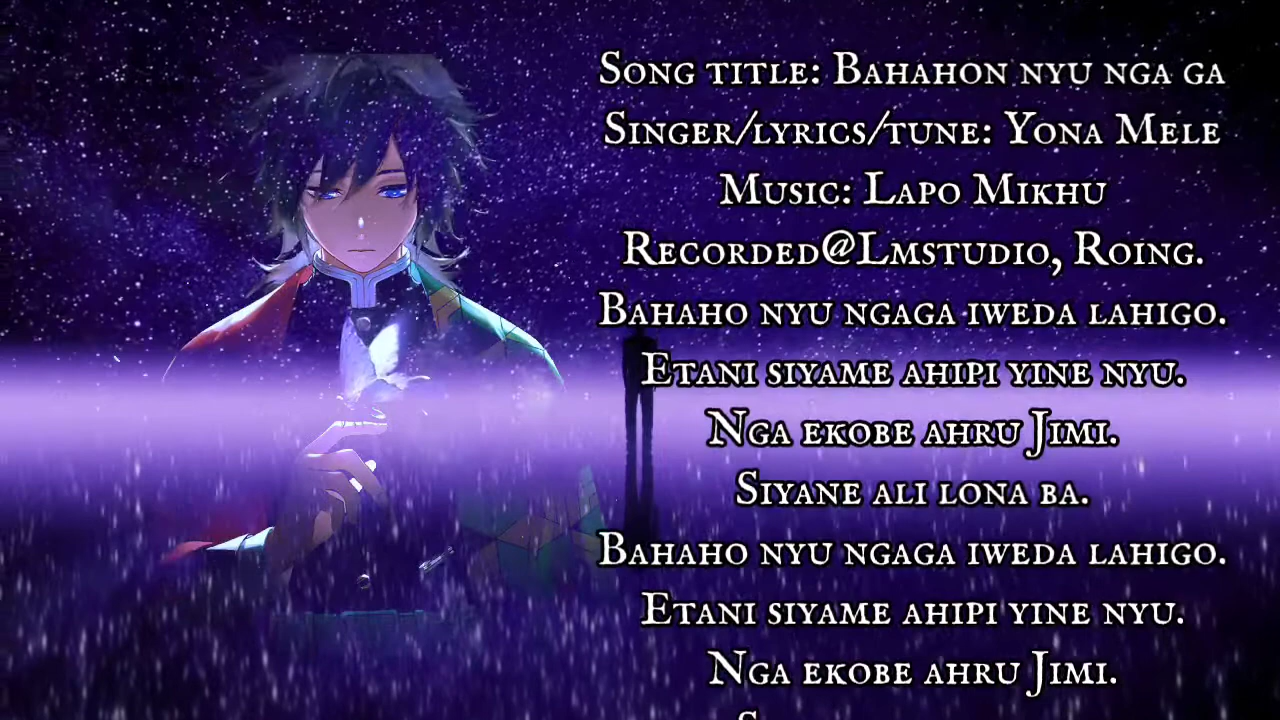 Song title: Bahahon nyu nga ga
Singer/lyrics/tune: Yona Mele
Music: Lapo Mikhu
Recorded@Lmstudio, Roing.
Bahaho nyu ngaga iweda lahigo.
Etani siyame ahipi yine nyu.
Nga ekobe ahru Jimi.
Siyane ali lona ba.
Bahaho nyu ngaga iweda lahigo.
Etani siyame ahipi yine nyu.
Nga ekobe ahru Jimi.